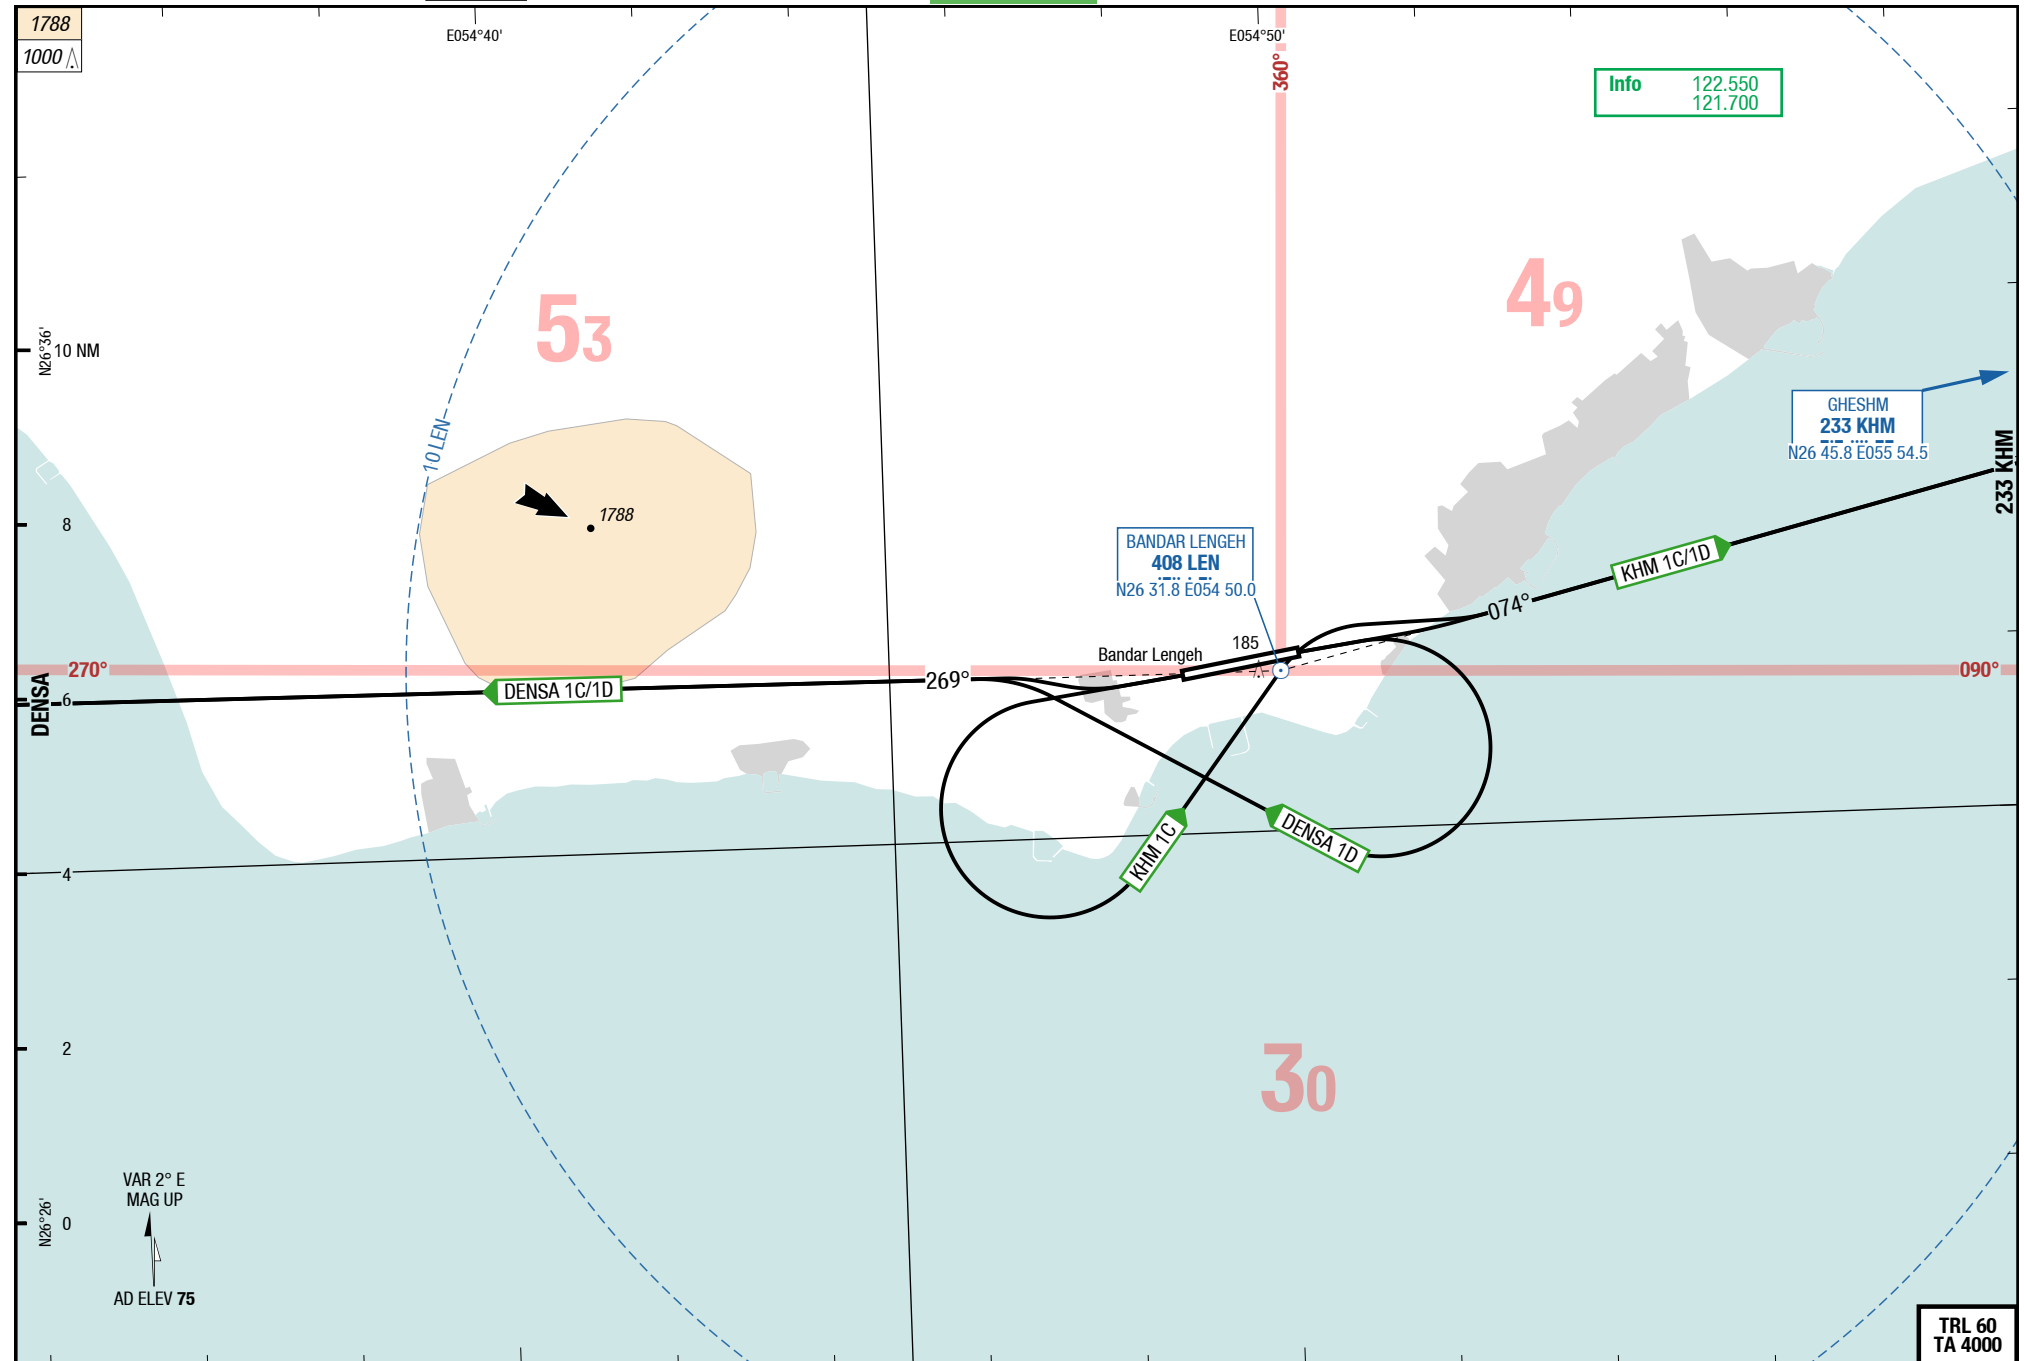 1788
1000
E054°40'
E054°50'
360°
Info 122.550
121.700
53
49
N26°36'
10 NM
10 LEN
GHESHM
233 KHM
N26 45.8 E055 54.5
233 KHM
8
1788
BANDAR LENGEH
408 LEN
N26 31.8 E054 50.0
KHM 1C/1D
074°
185
Bandar Lengeh
270°
090°
DENSA
6
DENSA 1C/1D
269°
KHM 1C
DENSA 1D
4
2
30
VAR 2° E
MAG UP
N26°26'
0
AD ELEV 75
TRL 60
TA 4000